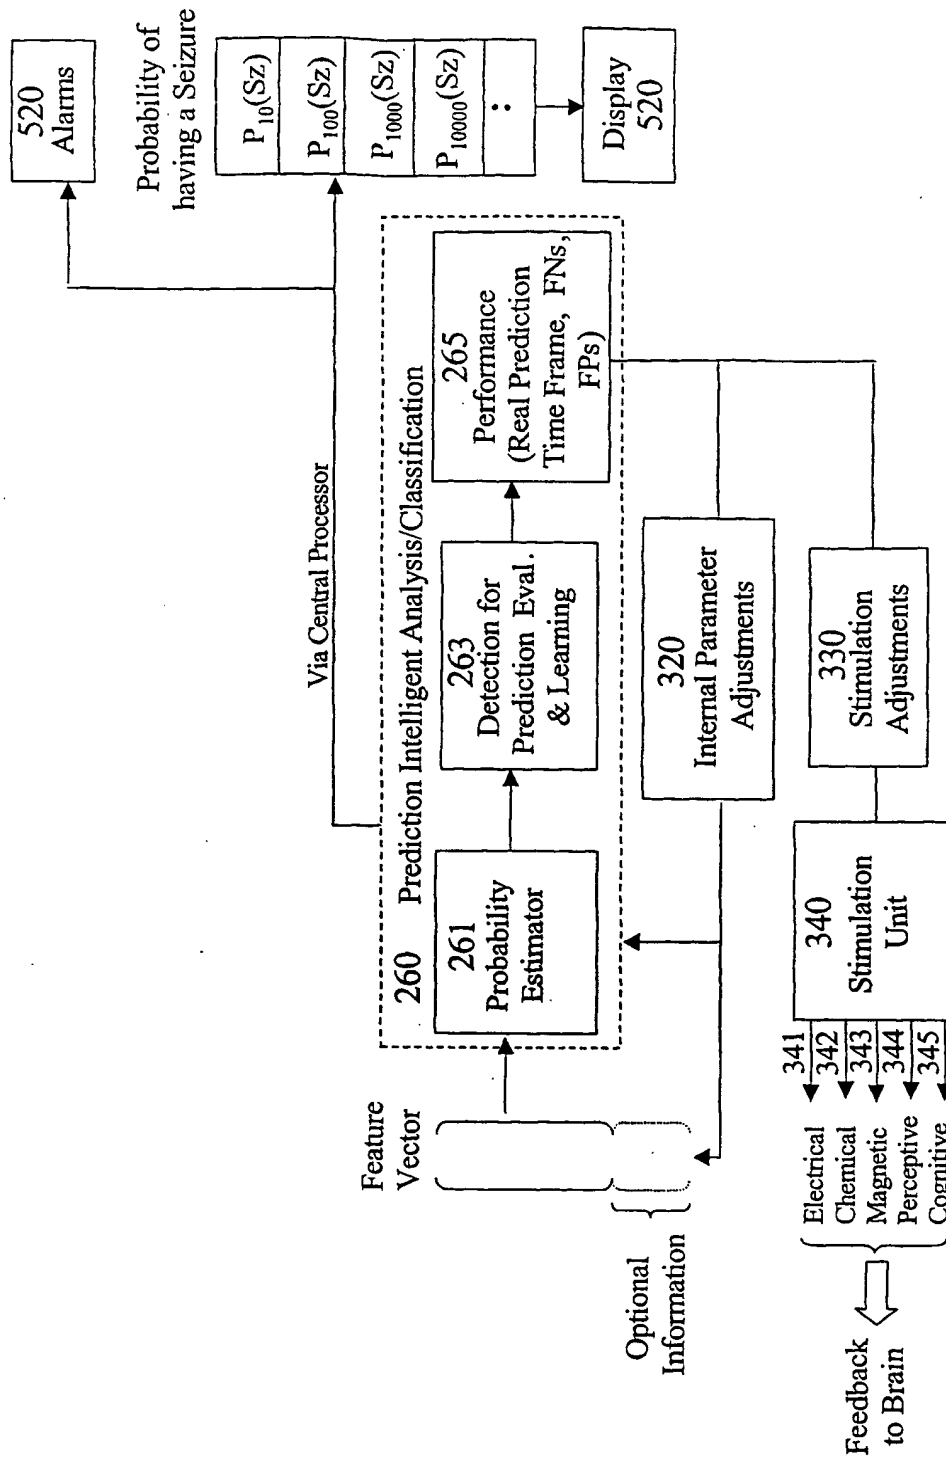 520
Alarms
Probability of
having a Seizure
P10(Sz)
P100(Sz)
P1000(Sz)
P10000(Sz)
:
Display
520
Via Central Processor
260 Prediction Intelligent Analysis/Classification
Feature
Vector
261
Probability
Estimator
263
Detection for
Prediction Eval.
& Learning
265
Performance
(Real Prediction
Time Frame, FNs,
FPs)
Optional
Information
320
Internal Parameter
Adjustments
330
Stimulation
Adjustments
340
Stimulation
Unit
341
342
343
344
345
Electrical
Chemical
Magnetic
Perceptive
Cognitive
Feedback
to Brain